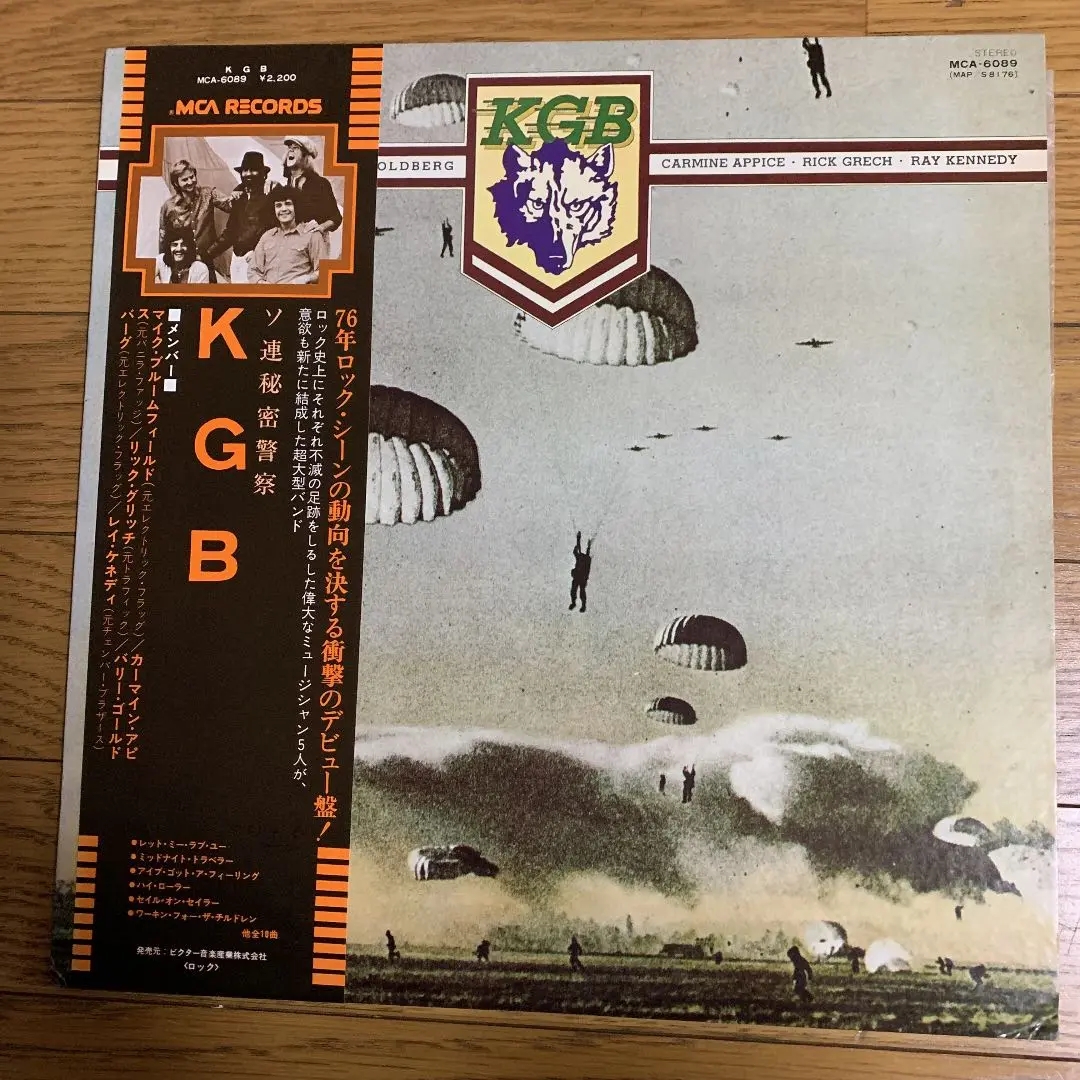 K G B
MCA-6089 ¥2,200
MCA RECORDS
76年ロック・シーンの動向を決する衝撃のデビュー盤!
ロック史上にそれぞれ不滅の足跡をしるした偉大なミュージシャン5人が、
意欲も新たに結成した超大型バンド
ソ連秘密警察
KGB
■メンバー■
マイク・ブルームフィールド(元エレクトリック・フラッグ)/カーマイン・アピ
ス(元バニラ・ファッジ)/リック・グリッチ(元トラフィック)/バリー・ゴールド
バーグ(元エレクトリック・フラッグ)/レイ・ケネディ(元チェンバー・ブラザース)
●レット・ミー・ラブ・ユー
●ミッドナイト・トラベラー
●アイブ・ゴット・ア・フィーリング
●ハイ・ローラー
●セイル・オン・セイラー
●ワーキン・フォー・ザ・チルドレン
他全10曲
発売元:ビクター音楽産業株式会社
〈ロック〉
STEREO
MCA-6089
(MAP S8176)
KGB
OLDBERG CARMINE APPICE · RICK GRECH · RAY KENNEDY